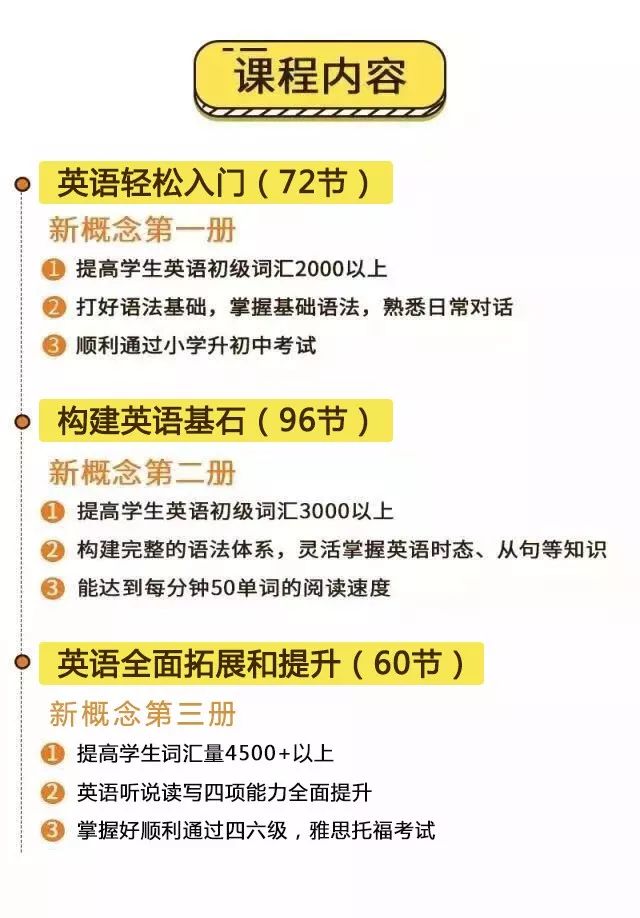 课程内容
英语轻松入门（72节）
新概念第一册
1 提高学生英语初级词汇2000以上
2 打好语法基础，掌握基础语法，熟悉日常对话
3 顺利通过小学升初中考试
构建英语基石（96节）
新概念第二册
1 提高学生英语初级词汇3000以上
2 构建完整的语法体系，灵活掌握英语时态、从句等知识
3 能达到每分钟50单词的阅读速度
英语全面拓展和提升（60节）
新概念第三册
1 提高学生词汇量4500+以上
2 英语听说读写四项能力全面提升
3 掌握好顺利通过四六级，雅思托福考试